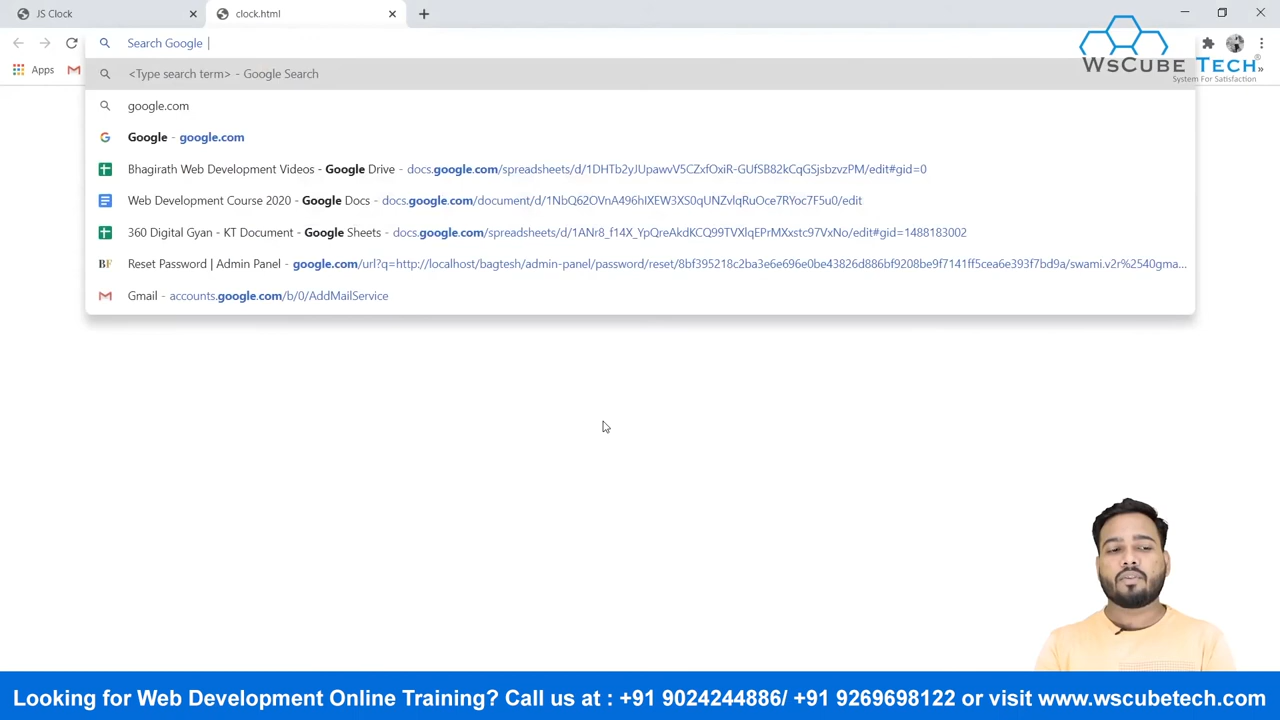 JS Clock
clock.html
Search Google
Apps
WsCube Tech®
System For Satisfaction
<Type search term> - Google Search
google.com
Google - google.com
Bhagirath Web Development Videos - Google Drive - docs.google.com/spreadsheets/d/1DHTb2yJUpawvV5CZxfOxiR-GUfSB82kCqGSjsbzvzPM/edit#gid=0
Web Development Course 2020 - Google Docs - docs.google.com/document/d/1NbQ62OVnA496hIXEW3XS0qUNZvlqRuOce7RYoc7F5u0/edit
360 Digital Gyan - KT Document - Google Sheets - docs.google.com/spreadsheets/d/1ANr8_f14X_YpQreAkdKCQ99TVXlqEPrMXxstc97VxNo/edit#gid=1488183002
BF Reset Password | Admin Panel - google.com/url?q=http://localhost/bagtesh/admin-panel/password/reset/8bf395218c2ba3e6e696e0be43826d886bf9208be9f7141ff5cea6e393f7bd9a/swami.v2r%2540gma...
Gmail - accounts.google.com/b/0/AddMailService
Looking for Web Development Online Training? Call us at : +91 9024244886/ +91 9269698122 or visit www.wscubetech.com